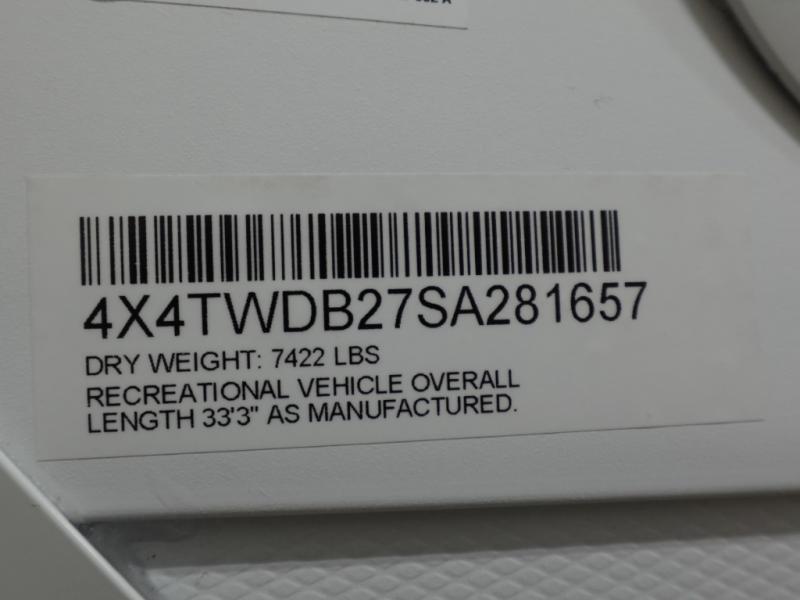 4X4TWDB27SA281657
DRY WEIGHT: 7422 LBS
RECREATIONAL VEHICLE OVERALL
LENGTH 33'3" AS MANUFACTURED.